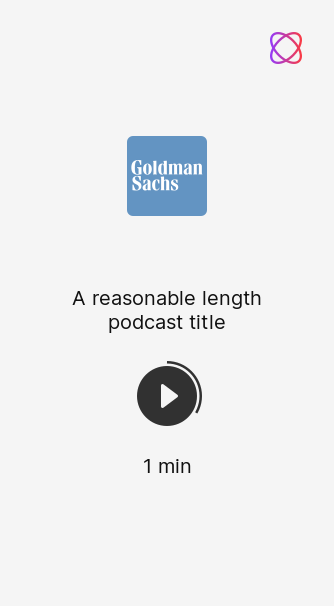 Goldman
Sachs
A reasonable length
podcast title
1 min